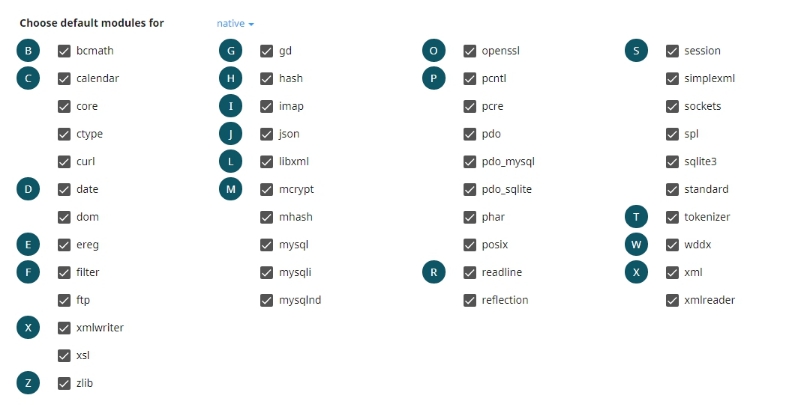 Choose default modules for native
B bcmath
C calendar
core
ctype
curl
D date
dom
E ereg
F filter
ftp
X xmlwriter
xsl
Z zlib
G gd
H hash
I imap
J json
L libxml
M mcrypt
mhash
mysql
mysqli
mysqlnd
O openssl
P pcntl
pcre
pdo
pdo_mysql
pdo_sqlite
phar
posix
R readline
reflection
S session
simplexml
sockets
spl
sqlite3
standard
T tokenizer
W wddx
X xml
xmlreader